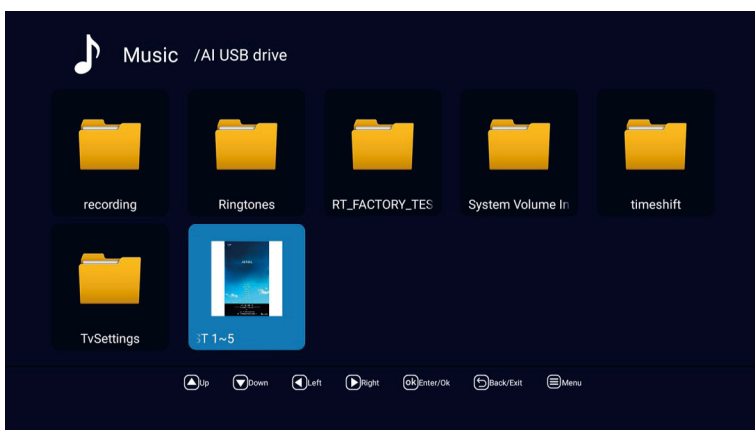 Music /AI USB drive
recording
Ringtones
RT_FACTORY_TES
System Volume In
timeshift
TvSettings
ST 1~5
Up Down Left Right ok Enter/Ok Back/Exit Menu